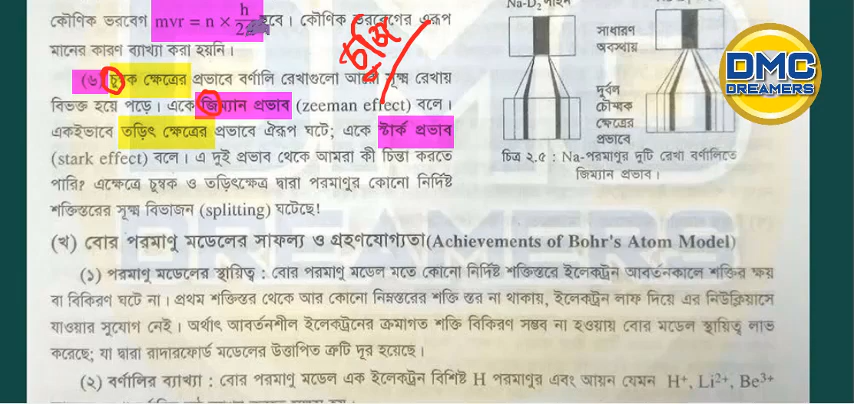 কৌণিক ভরবেগ mvr = n × h/2π হবে। কৌণিক ভরবেগের এরূপ
মানের কারণ ব্যাখ্যা করা হয়নি।
(৬) চুম্বক ক্ষেত্রের প্রভাবে বর্ণালি রেখাগুলো আরো সূক্ষ্ম রেখায়
বিভক্ত হয়ে পড়ে। একে জিম্যান প্রভাব (zeeman effect) বলে।
একইভাবে তড়িৎ ক্ষেত্রের প্রভাবে ঐরূপ ঘটে; একে স্টার্ক প্রভাব
(stark effect) বলে। এ দুই প্রভাব থেকে আমরা কী চিন্তা করতে
পারি? এক্ষেত্রে চুম্বক ও তড়িৎক্ষেত্র দ্বারা পরমাণুর কোনো নির্দিষ্ট
শক্তিস্তরের সূক্ষ্ম বিভাজন (splitting) ঘটেছে!
চুজি
Na-D₂ লাইন
সাধারণ
অবস্থায়
দুর্বল
চৌম্বক
ক্ষেত্রের
প্রভাবে
চিত্র ২.৫ : Na-পরমাণুর দুটি রেখা বর্ণালিতে
জিম্যান প্রভাব।
DMC
DREAMERS
(খ) বোর পরমাণু মডেলের সাফল্য ও গ্রহণযোগ্যতা(Achievements of Bohr's Atom Model)
(১) পরমাণু মডেলের স্থায়িত্ব : বোর পরমাণু মডেল মতে কোনো নির্দিষ্ট শক্তিস্তরে ইলেকট্রন আবর্তনকালে শক্তির ক্ষয়
বা বিকিরণ ঘটে না। প্রথম শক্তিস্তর থেকে আর কোনো নিম্নস্তরের শক্তি স্তর না থাকায়, ইলেকট্রন লাফ দিয়ে এর নিউক্লিয়াসে
যাওয়ার সুযোগ নেই। অর্থাৎ আবর্তনশীল ইলেকট্রনের ক্রমাগত শক্তি বিকিরণ সম্ভব না হওয়ায় বোর মডেল স্থায়িত্ব লাভ
করেছে; যা দ্বারা রাদারফোর্ড মডেলের উত্তাপিত ত্রুটি দূর হয়েছে।
(২) বর্ণালির ব্যাখ্যা : বোর পরমাণু মডেল এক ইলেকট্রন বিশিষ্ট H পরমাণুর এবং আয়ন যেমন H⁺, Li²⁺, Be³⁺
DREAMERS